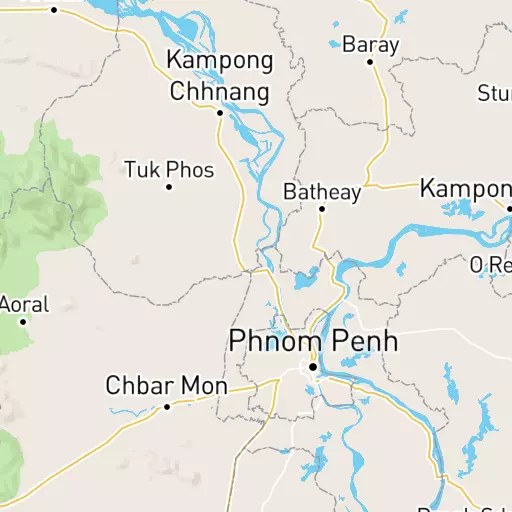 Kampong
Chhnang
Baray
Stu
Tuk Phos
Batheay
Kampon
O Re
Aoral
Phnom Penh
Chbar Mon